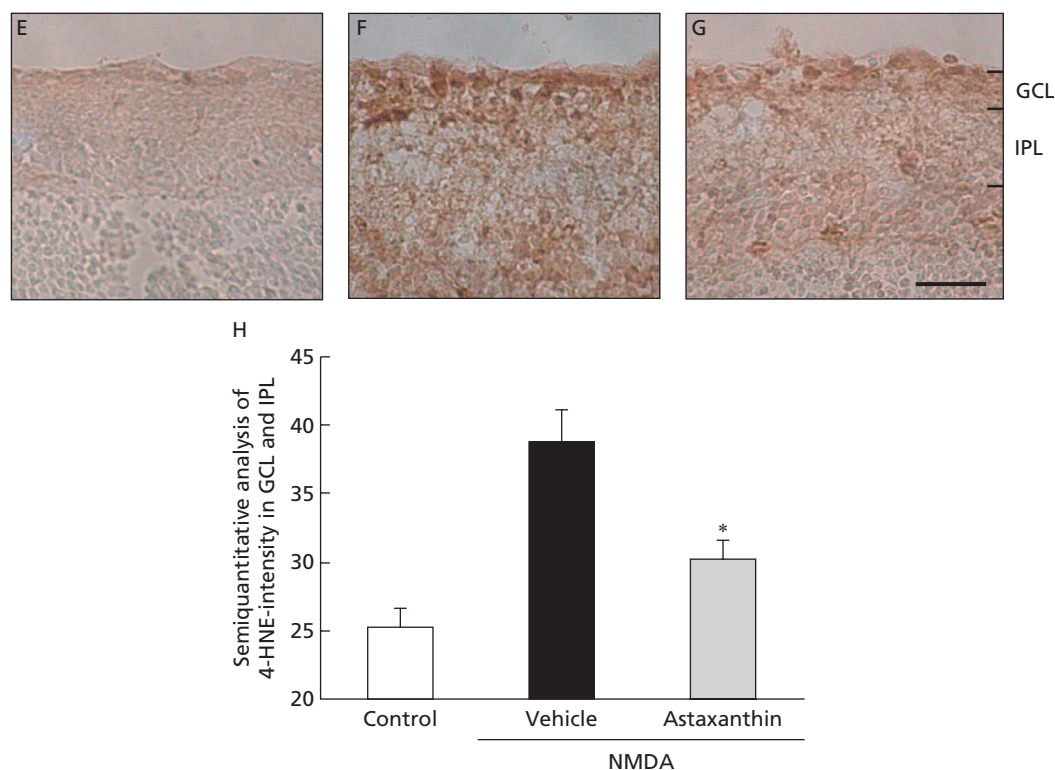 E
F
G
GCL
IPL
H
Semiquantitative analysis of
4-HNE-intensity in GCL and IPL
45
40
35
30
25
20
*
Control
Vehicle
Astaxanthin
NMDA